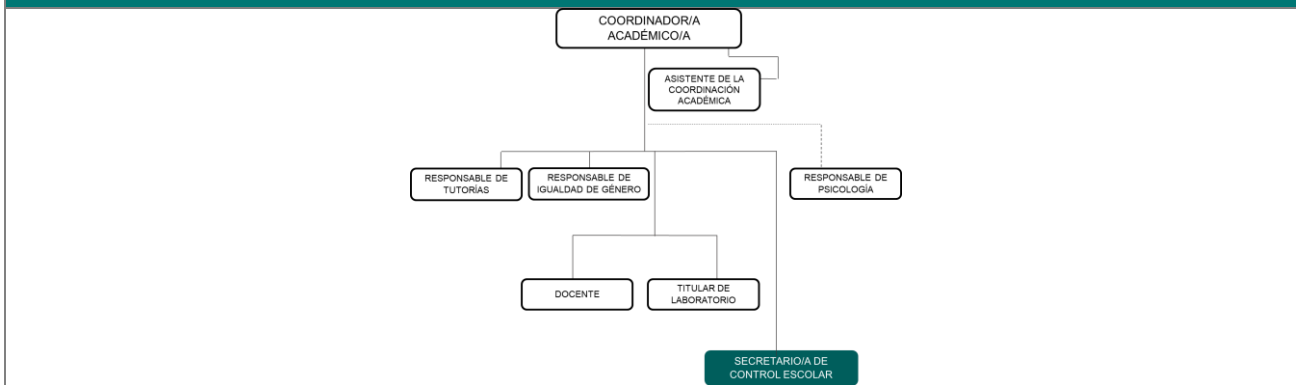 COORDINADOR/A
ACADÉMICO/A
ASISTENTE DE LA
COORDINACIÓN
ACADÉMICA
RESPONSABLE DE
TUTORÍAS
RESPONSABLE DE
IGUALDAD DE GÉNERO
RESPONSABLE DE
PSICOLOGÍA
DOCENTE
TITULAR DE
LABORATORIO
SECRETARIO/A DE
CONTROL ESCOLAR